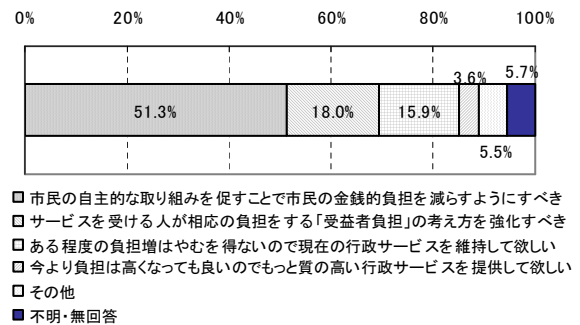 0% 20% 40% 60% 80% 100%
3.6% 5.7%
51.3% 18.0% 15.9%
5.5%
市民の自主的な取り組みを促すことで市民の金銭的負担を減らすようにすべき
サービスを受ける人が相応の負担をする「受益者負担」の考え方を強化すべき
ある程度の負担増はやむを得ないので現在の行政サービスを維持して欲しい
今より負担は高くなっても良いのでもっと質の高い行政サービスを提供して欲しい
その他
不明・無回答